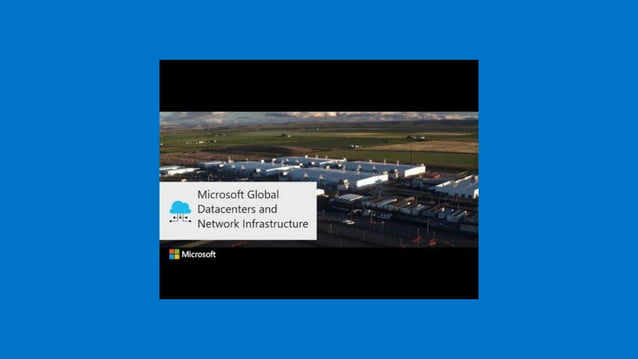 Microsoft Global
Datacenters and
Network Infrastructure
Microsoft